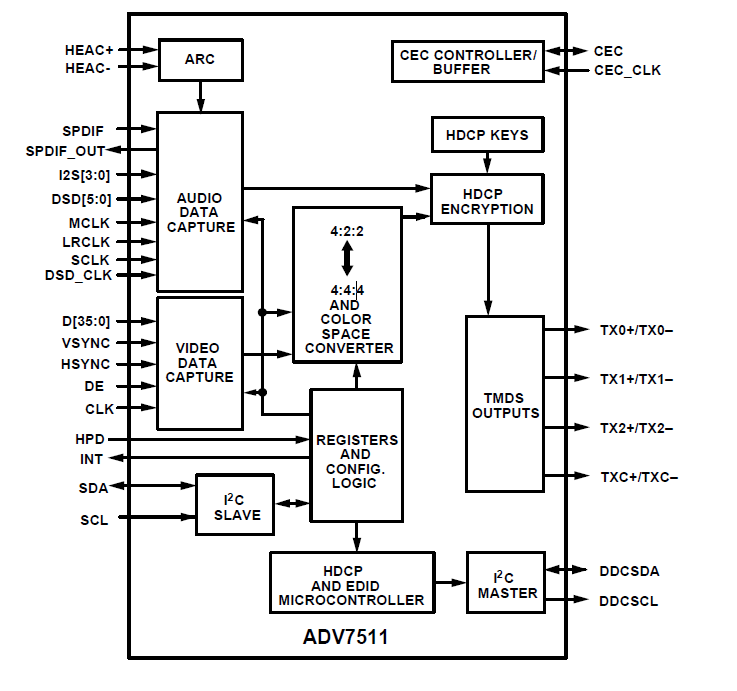 HEAC+
HEAC-
ARC
CEC CONTROLLER/
BUFFER
CEC
CEC_CLK
SPDIF
SPDIF_OUT
I2S[3:0]
DSD[5:0]
MCLK
LRCLK
SCLK
DSD_CLK
AUDIO
DATA
CAPTURE
HDCP KEYS
HDCP
ENCRYPTION
4:2:2
4:4:4
AND
COLOR
SPACE
CONVERTER
D[35:0]
VSYNC
HSYNC
DE
CLK
VIDEO
DATA
CAPTURE
TMDS
OUTPUTS
TX0+/TX0–
TX1+/TX1–
TX2+/TX2–
TXC+/TXC–
HPD
INT
REGISTERS
AND
CONFIG.
LOGIC
SDA
SCL
I2C
SLAVE
HDCP
AND EDID
MICROCONTROLLER
I2C
MASTER
DDCSDA
DDCSCL
ADV7511